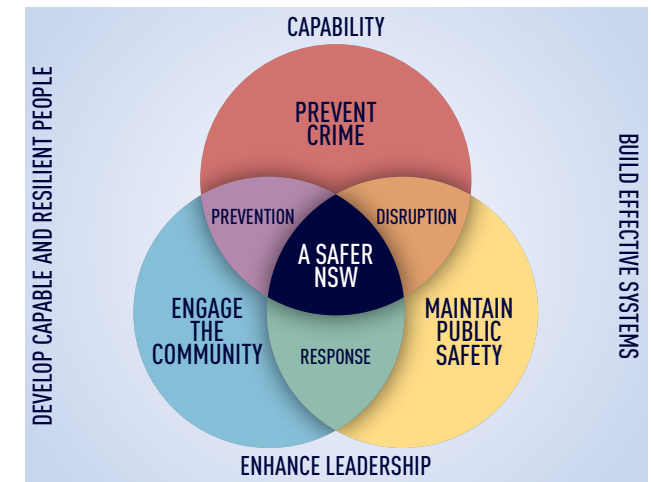 CAPABILITY
DEVELOP CAPABLE AND RESILIENT PEOPLE
PREVENT
CRIME
BUILD EFFECTIVE SYSTEMS
PREVENTION
DISRUPTION
A SAFER
NSW
ENGAGE
THE
COMMUNITY
MAINTAIN
PUBLIC
SAFETY
RESPONSE
ENHANCE LEADERSHIP